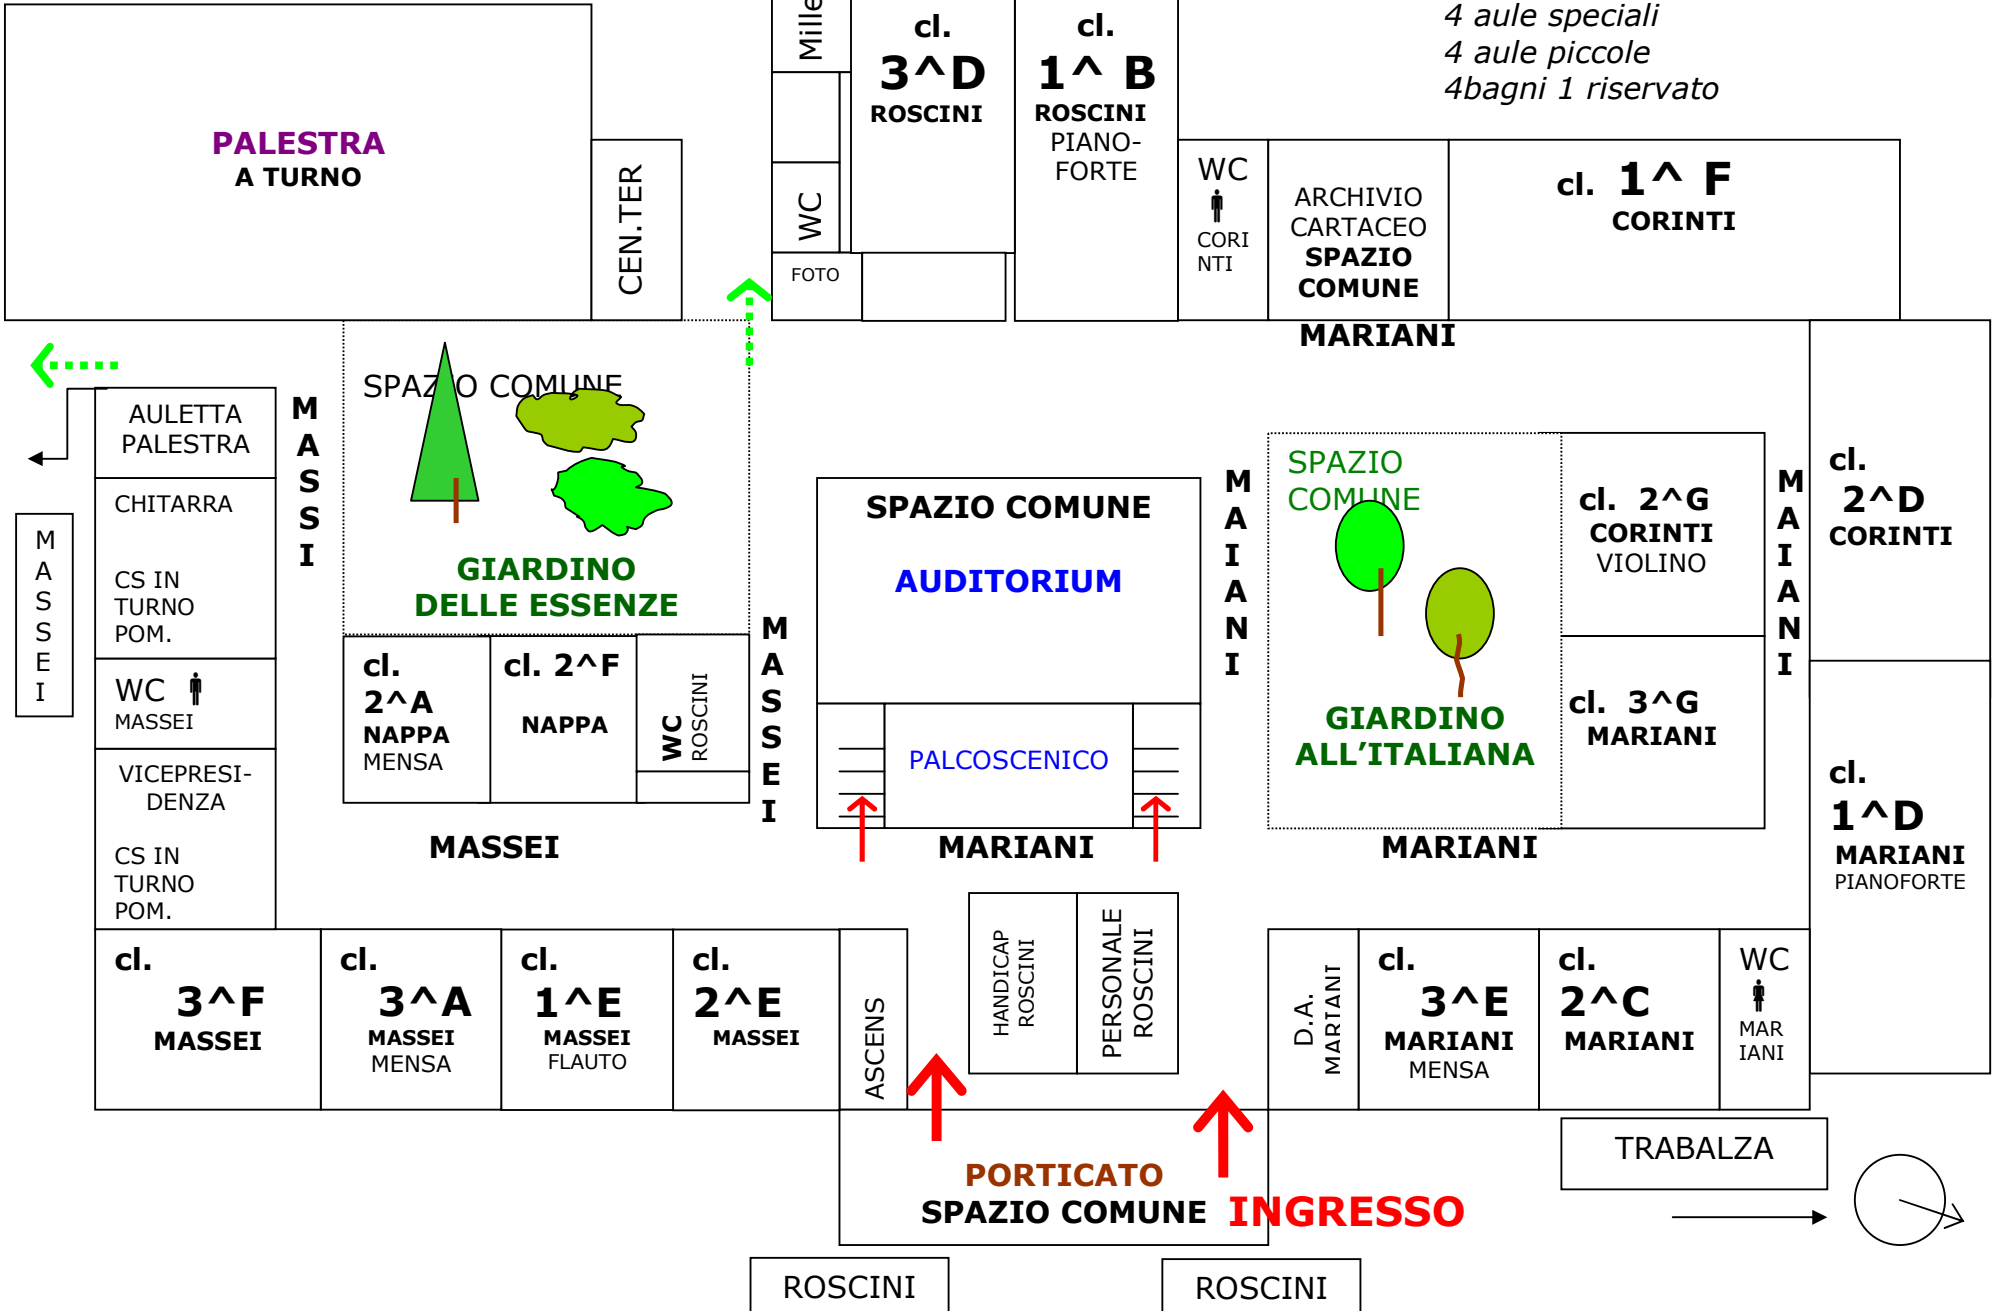 4 aule speciali
4 aule piccole
4bagni 1 riservato
PALESTRA
A TURNO
CEN.TER
Mille
WC
FOTO
cl.
3^D
ROSCINI
cl.
1^ B
ROSCINI
PIANO-
FORTE
WC
CORI
NTI
ARCHIVIO
CARTACEO
SPAZIO
COMUNE
cl. 1^ F
CORINTI
MARIANI
AULETTA
PALESTRA
CHITARRA
CS IN
TURNO
POM.
MASSEI
WC
MASSEI
VICEPRESI-
DENZA
CS IN
TURNO
POM.
MASSI
SPAZIO COMUNE
GIARDINO
DELLE ESSENZE
cl.
2^A
NAPPA
MENSA
cl. 2^F
NAPPA
WC
ROSCINI
MASSEI
MASSEI
SPAZIO COMUNE
AUDITORIUM
PALCOSCENICO
MARIANI
MAIANI
SPAZIO
COMUNE
GIARDINO
ALL'ITALIANA
MARIANI
cl. 2^G
CORINTI
VIOLINO
cl. 3^G
MARIANI
MAIANI
cl.
2^D
CORINTI
cl.
1^D
MARIANI
PIANOFORTE
cl.
3^F
MASSEI
cl.
3^A
MASSEI
MENSA
cl.
1^E
MASSEI
FLAUTO
cl.
2^E
MASSEI
ASCENS
HANDICAP
ROSCINI
PERSONALE
ROSCINI
D.A.
MARIANI
cl.
3^E
MARIANI
MENSA
cl.
2^C
MARIANI
WC
MAR
IANI
PORTICATO
SPAZIO COMUNE
INGRESSO
TRABALZA
ROSCINI
ROSCINI